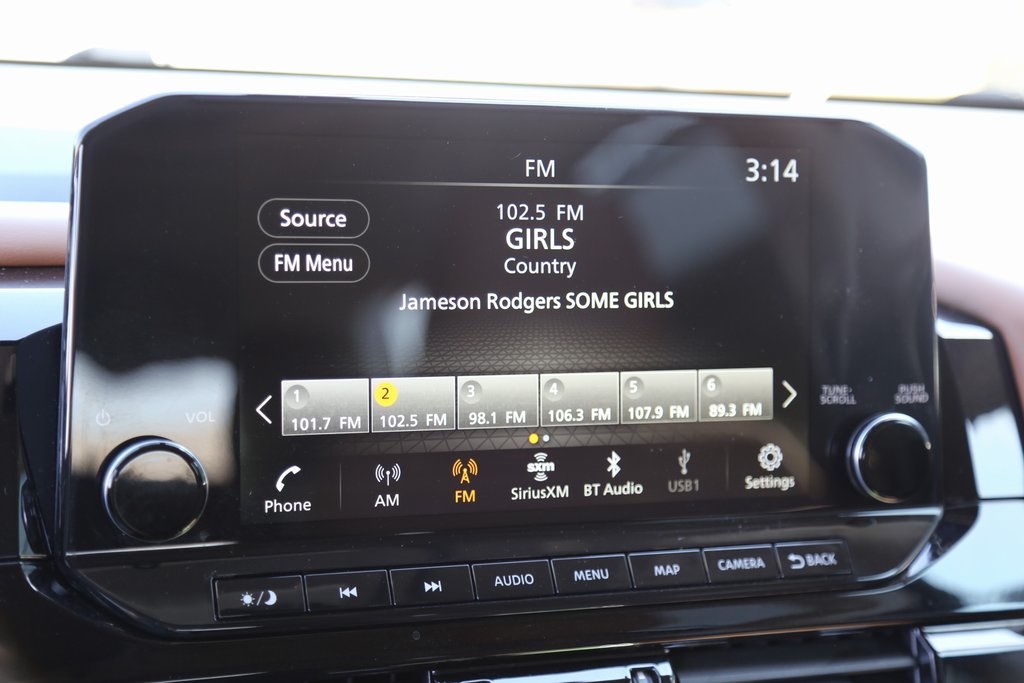 FM 3:14
Source
FM Menu
102.5 FM
GIRLS
Country
Jameson Rodgers SOME GIRLS
1 2 3 4 5 6
101.7 FM 102.5 FM 98.1 FM 106.3 FM 107.9 FM 89.3 FM
VOL
TUNE·
SCROLL
PUSH
SOUND
sxm
Phone AM FM SiriusXM BT Audio USB1 Settings
AUDIO MENU MAP CAMERA BACK